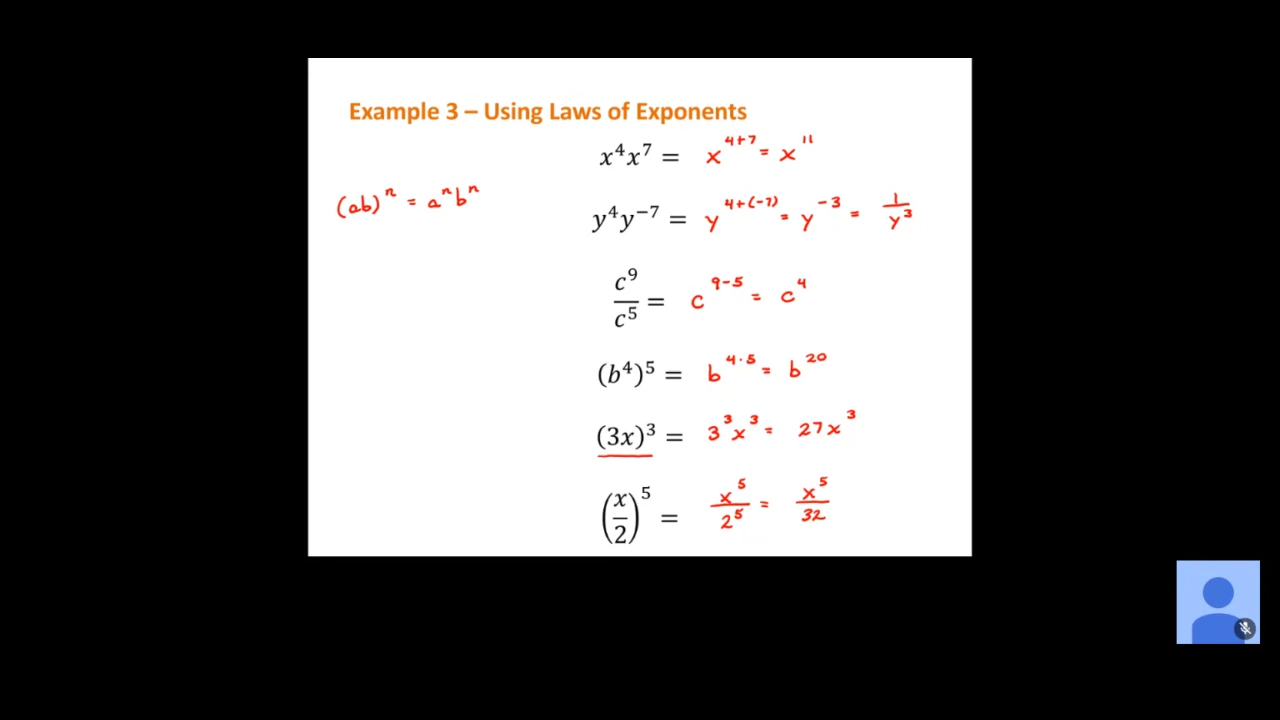 Example 3 – Using Laws of Exponents
x⁴x⁷ = x⁴⁺⁷ = x¹¹
(ab)ⁿ = aⁿbⁿ
y⁴y⁻⁷ = y⁴⁺⁽⁻⁷⁾ = y⁻³ = 1/y³
c⁹/c⁵ = c⁹⁻⁵ = c⁴
(b⁴)⁵ = b⁴·⁵ = b²⁰
(3x)³ = 3³x³ = 27x³
(x/2)⁵ = x⁵/2⁵ = x⁵/32